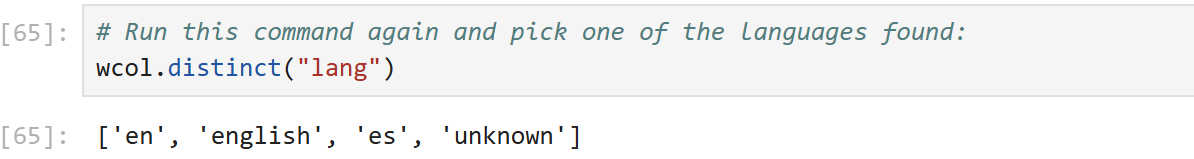 [65]: # Run this command again and pick one of the languages found:
wcol.distinct("lang")
[65]: ['en', 'english', 'es', 'unknown']